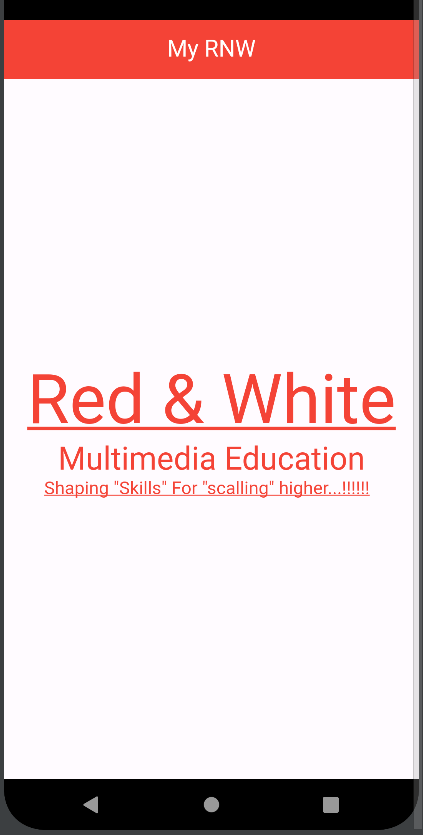 My RNW
Red & White
Multimedia Education
Shaping "Skills" For "scalling" higher...!!!!!!